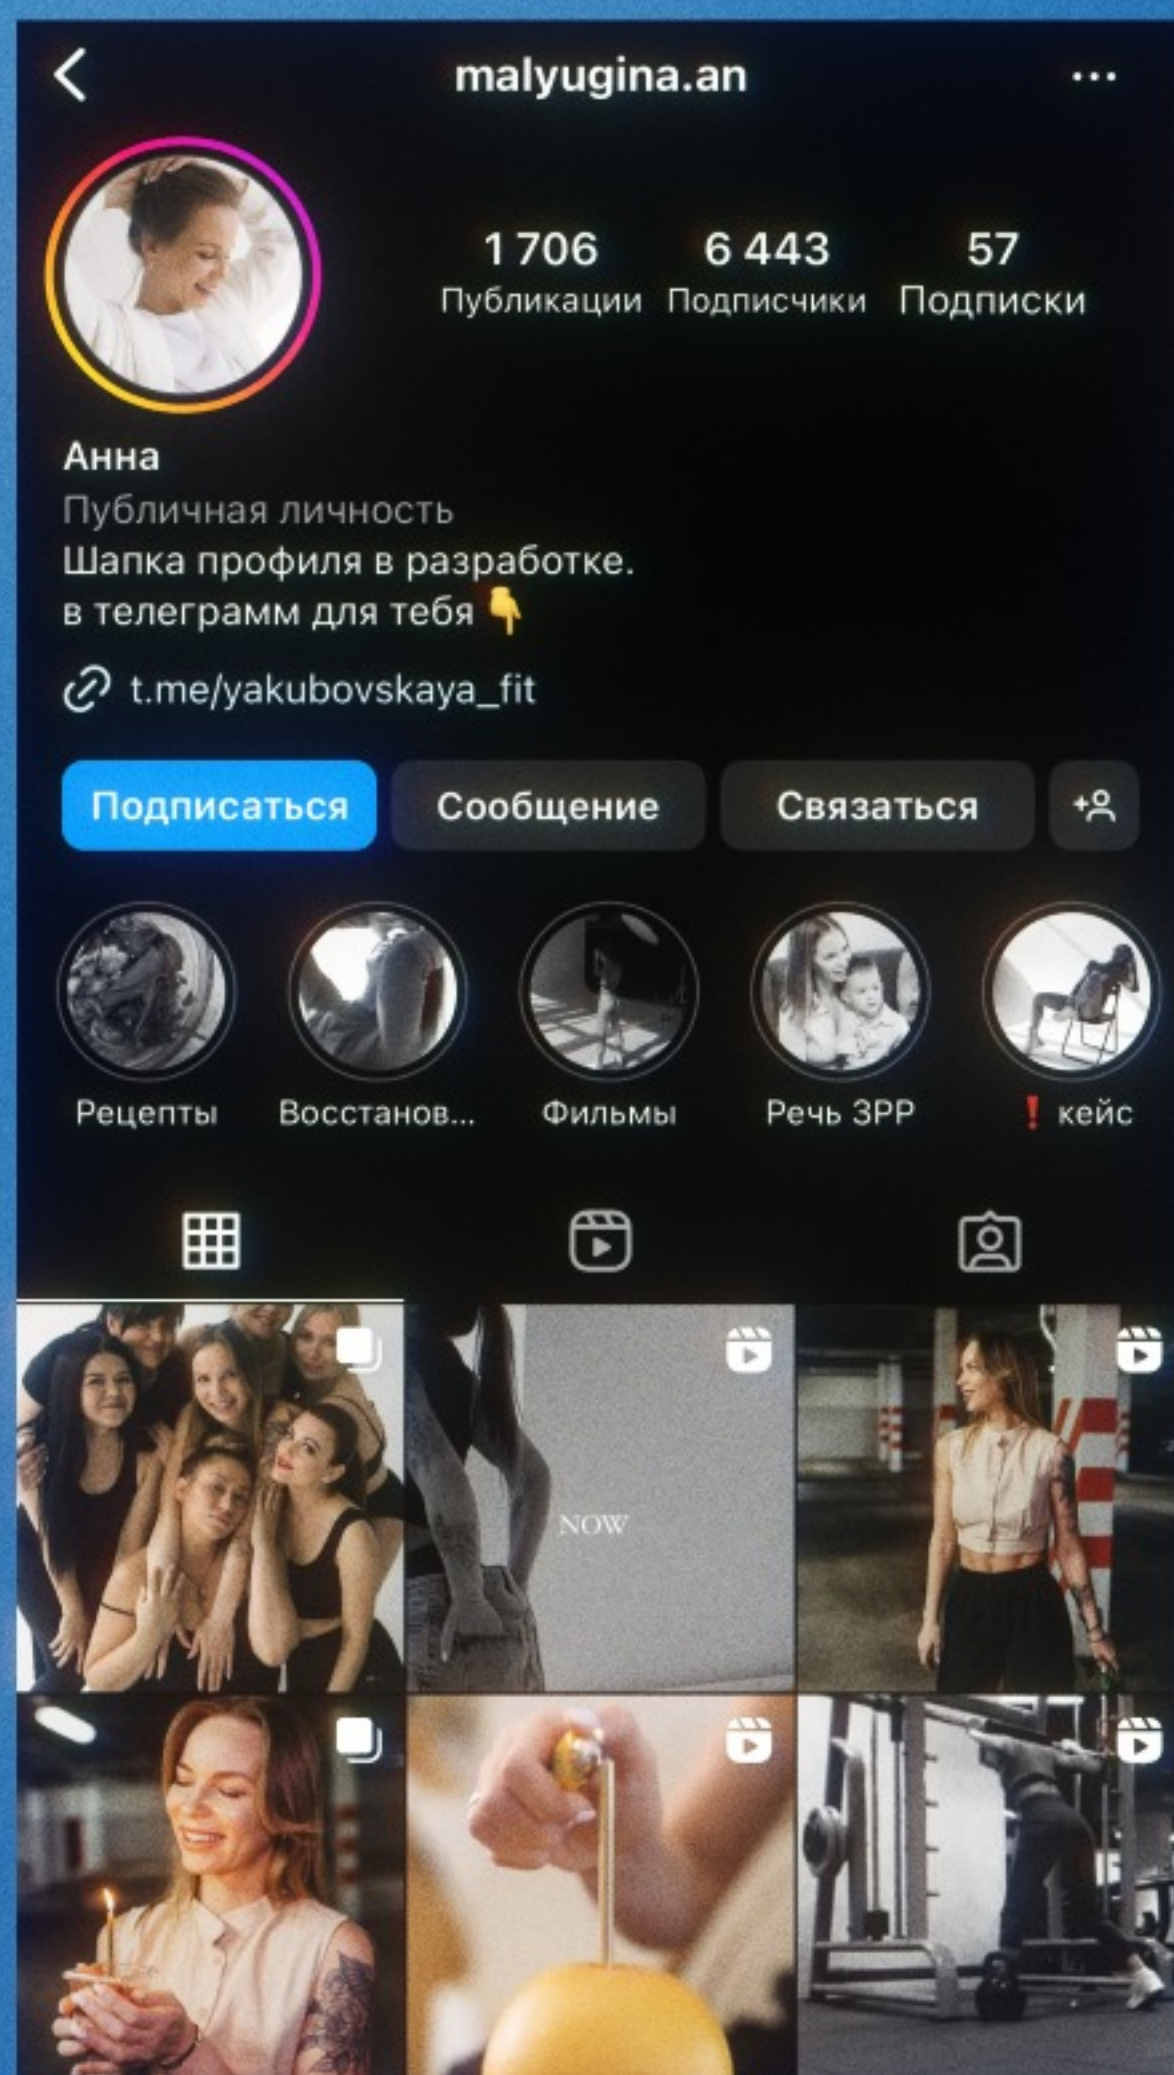 malyugina.an
1 706 6 443 57
Публикации Подписчики Подписки
Анна
Публичная личность
Шапка профиля в разработке.
в телеграмм для тебя 👇
t.me/yakubovskaya_fit
Подписаться Сообщение Связаться
Рецепты Восстанов... Фильмы Речь ЗРР ❗ кейс
NOW